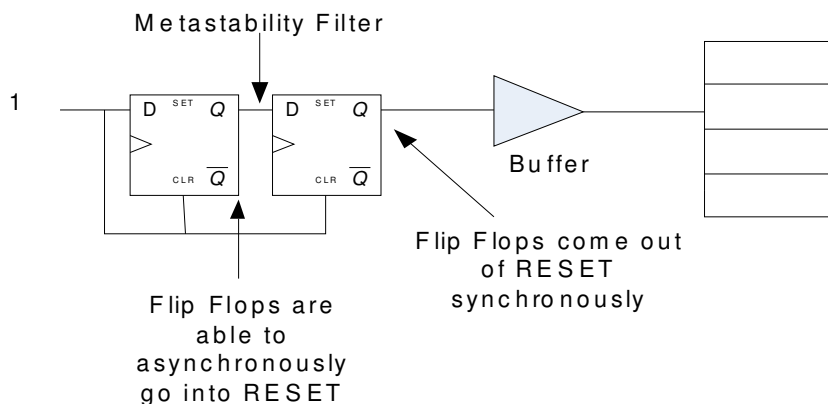 Metastability Filter
1
D SET Q
CLR Q
D SET Q
CLR Q
Buffer
Flip Flops come out
of RESET
synchronously
Flip Flops are
able to
asynchronously
go into RESET